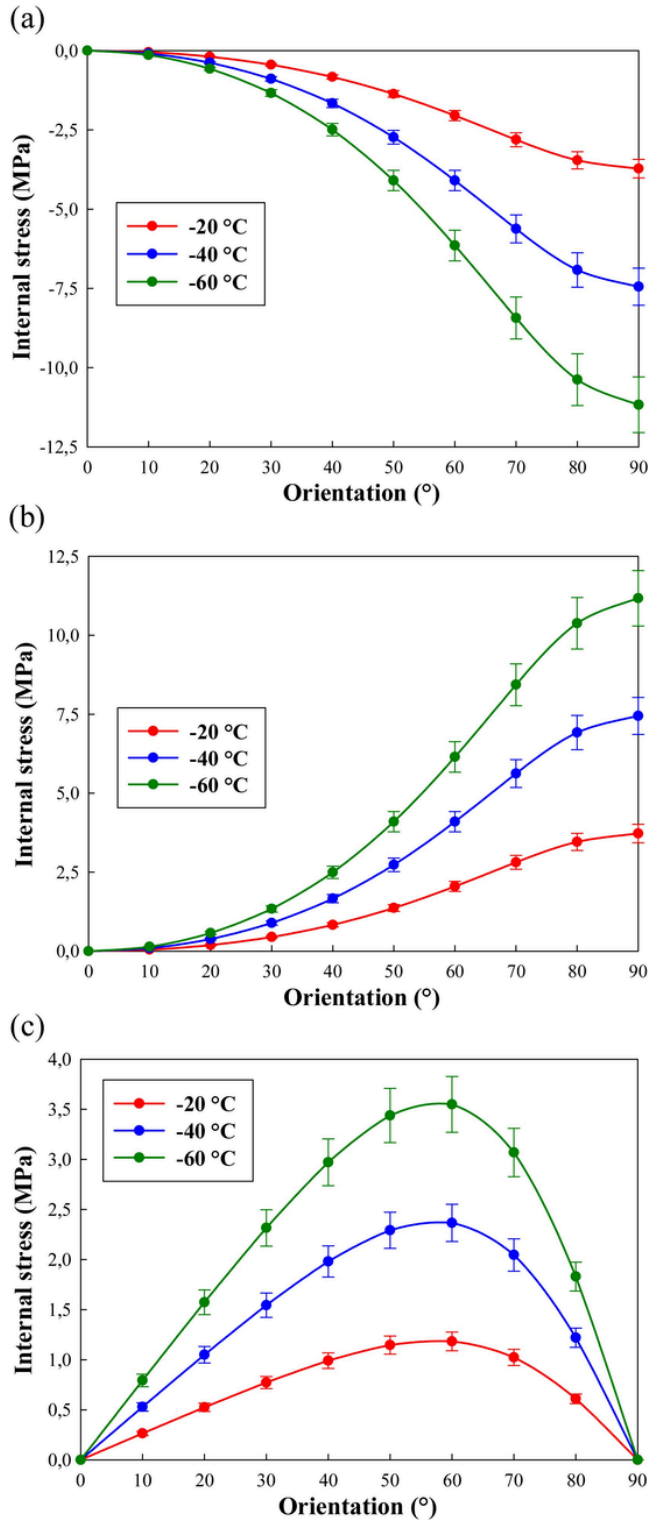 (a)
0,0
-2,5
-5,0
-7,5
-10,0
-12,5
Internal stress (MPa)
-20 °C
-40 °C
-60 °C
0 10 20 30 40 50 60 70 80 90
Orientation (°)
(b)
12,5
10,0
7,5
5,0
2,5
0,0
Internal stress (MPa)
-20 °C
-40 °C
-60 °C
0 10 20 30 40 50 60 70 80 90
Orientation (°)
(c)
4,0
3,5
3,0
2,5
2,0
1,5
1,0
0,5
0,0
Internal stress (MPa)
-20 °C
-40 °C
-60 °C
0 10 20 30 40 50 60 70 80 90
Orientation (°)